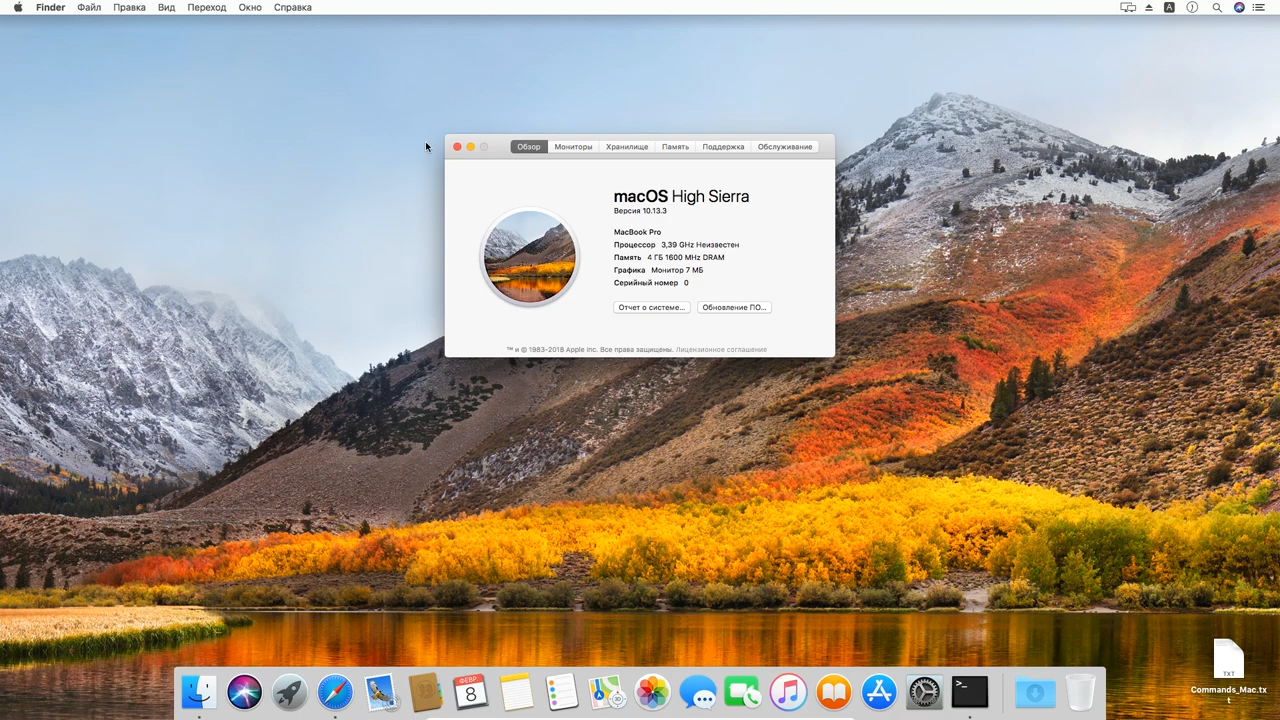 Finder Файл Правка Вид Переход Окно Справка
A
Обзор Мониторы Хранилище Память Поддержка Обслуживание
macOS High Sierra
Версия 10.13.3
MacBook Pro
Процессор 3,39 GHz Неизвестен
Память 4 ГБ 1600 MHz DRAM
Графика Монитор 7 МБ
Серийный номер 0
Отчет о системе... Обновление ПО...
™ и © 1983-2018 Apple Inc. Все права защищены. Лицензионное соглашение
ФЕВР.
8
>_
TXT
Commands_Mac.tx
t